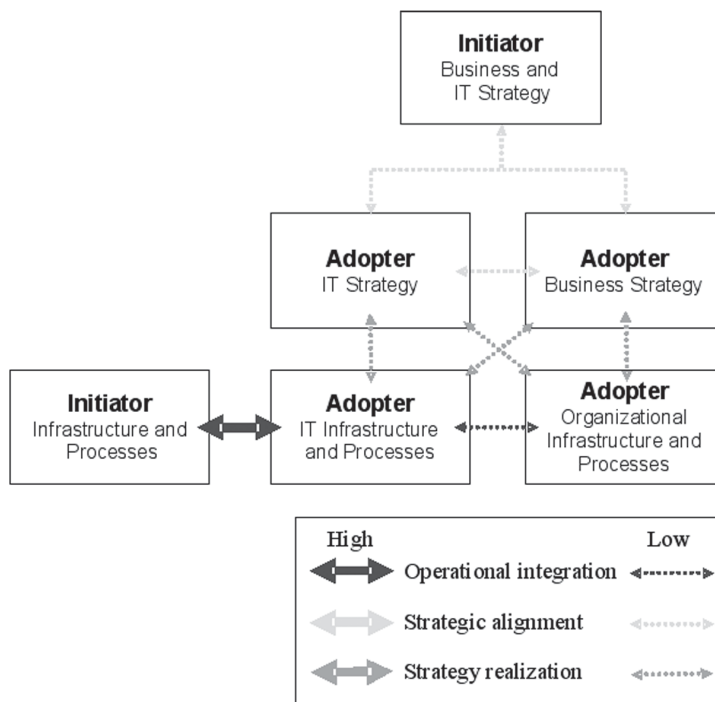 Initiator
Business and
IT Strategy
Adopter
IT Strategy
Adopter
Business Strategy
Initiator
Infrastructure and
Processes
Adopter
IT Infrastructure
and Processes
Adopter
Organizational
Infrastructure and
Processes
High
Low
Operational integration
Strategic alignment
Strategy realization